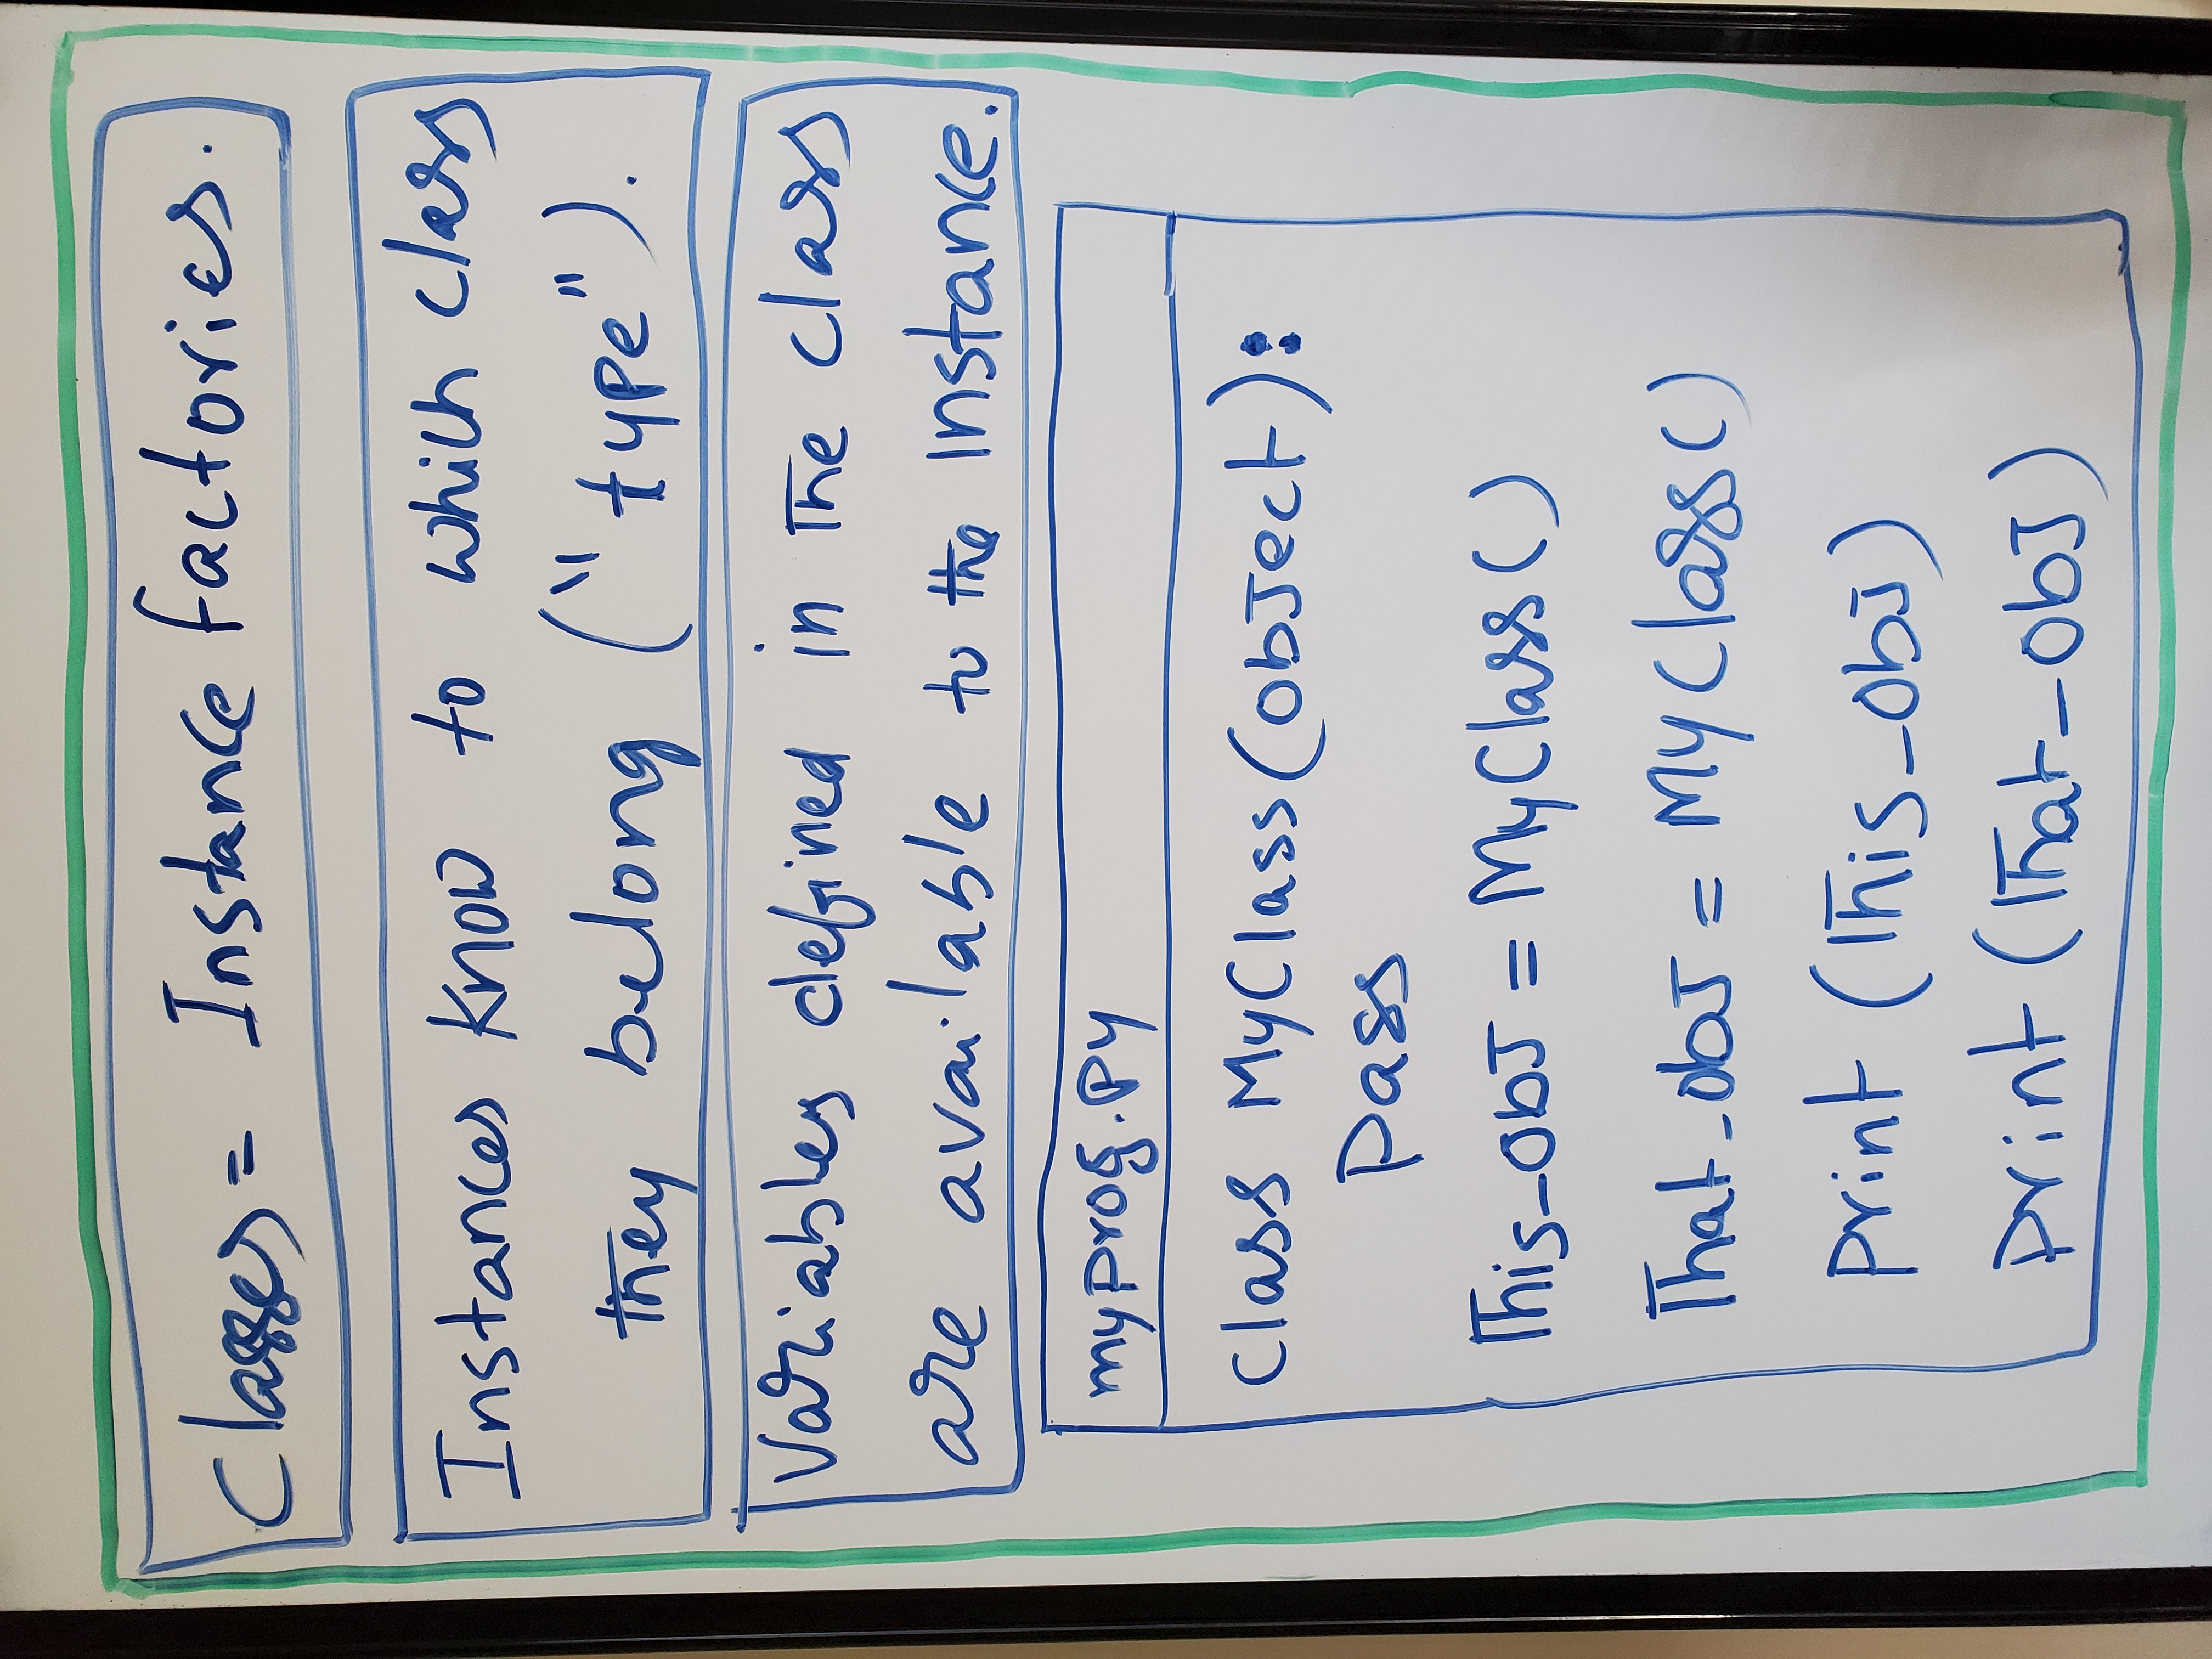 Classes = Instance factories.
Instances know to which class
they belong ("type").
Variables defined in The class
are available to the Instance.
myprog.py
Class MyClass(object):
Pass
This_obj = MyClass()
That_obj = MyClass()
print (This_obj)
print (That_obj)